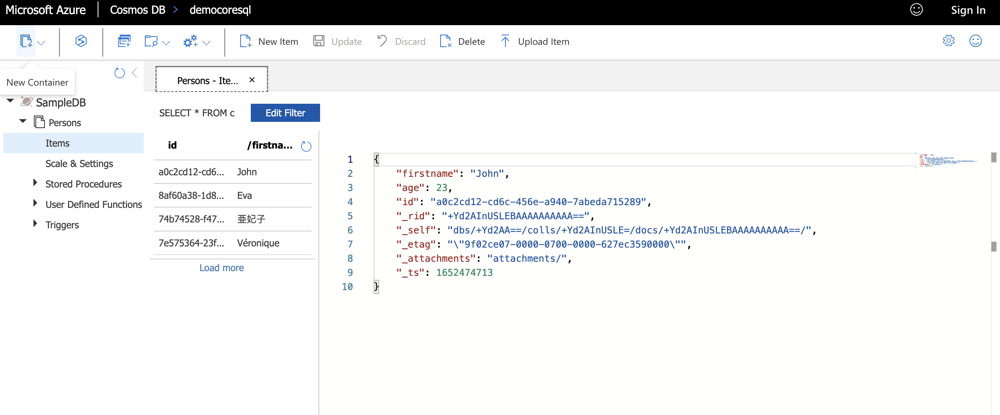 Microsoft Azure Cosmos DB > democoresql Sign In
New Item Update Discard Delete Upload Item
New Container
Persons - Ite... ×
SampleDB
Persons
Items
Scale & Settings
Stored Procedures
User Defined Functions
Triggers
SELECT * FROM c Edit Filter
id /firstna...
a0c2cd12-cd6... John
8af60a38-1d8... Eva
74b74528-f47... 亜妃子
7e575364-23f... Véronique
Load more
1 {
2 "firstname": "John",
3 "age": 23,
4 "id": "a0c2cd12-cd6c-456e-a940-7abeda715289",
5 "_rid": "+Yd2AInUSLEBAAAAAAAAAA==",
6 "_self": "dbs/+Yd2AA==/colls/+Yd2AInUSLE=/docs/+Yd2AInUSLEBAAAAAAAAAA==/",
7 "_etag": "\"9f02ce07-0000-0700-0000-627ec3590000\"",
8 "_attachments": "attachments/",
9 "_ts": 1652474713
10 }